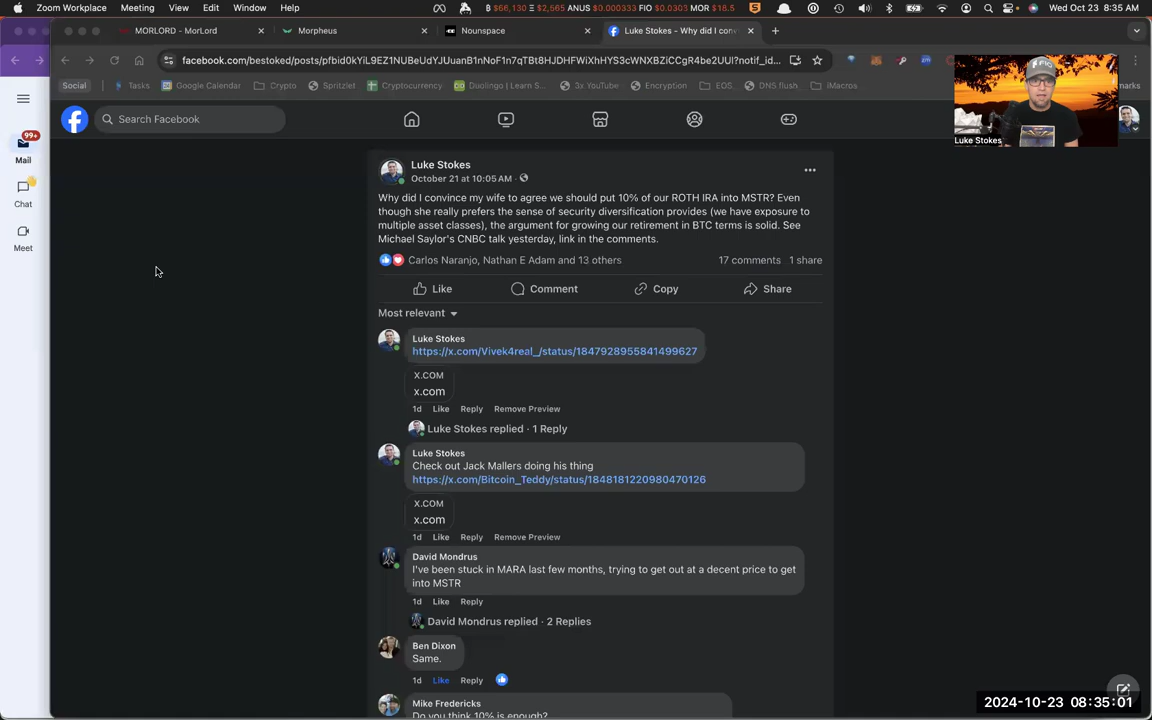 Zoom Workplace Meeting View Edit Window Help
₿ $66,130 Ξ $2,565 ANUS $0.000333 FIO $0.0303 MOR $18.5
Wed Oct 23 8:35 AM
MORLORD - MorLord
Morpheus
Nounspace
Luke Stokes - Why did I conv
facebook.com/bestoked/posts/pfbid0kYiL9EZ1NUBeUdYJUuanB1nNoF1n7qTBt8HJDHFWiXhHYS3cWNXBZiCCgR4be2UUl?notif_id...
Social
Tasks
Google Calendar
Crypto
Spritzlet
Cryptocurrency
Duolingo | Learn S...
3x YouTube
Encryption
EOS
DNS flush
iMacros
Search Facebook
99+
Mail
Chat
Meet
FIO
Luke Stokes
Luke Stokes
October 21 at 10:05 AM ·
Why did I convince my wife to agree we should put 10% of our ROTH IRA into MSTR? Even
though she really prefers the sense of security diversification provides (we have exposure to
multiple asset classes), the argument for growing our retirement in BTC terms is solid. See
Michael Saylor's CNBC talk yesterday, link in the comments.
Carlos Naranjo, Nathan E Adam and 13 others
17 comments 1 share
Like Comment Copy Share
Most relevant
Luke Stokes
https://x.com/Vivek4real_/status/1847928955841499627
X.COM
x.com
1d Like Reply Remove Preview
Luke Stokes replied · 1 Reply
Luke Stokes
Check out Jack Mallers doing his thing
https://x.com/Bitcoin_Teddy/status/1848181220980470126
X.COM
x.com
1d Like Reply Remove Preview
David Mondrus
I've been stuck in MARA last few months, trying to get out at a decent price to get
into MSTR
1d Like Reply
David Mondrus replied · 2 Replies
Ben Dixon
Same.
1d Like Reply
Mike Fredericks
Do you think 10% is enough?
2024-10-23 08:35:01